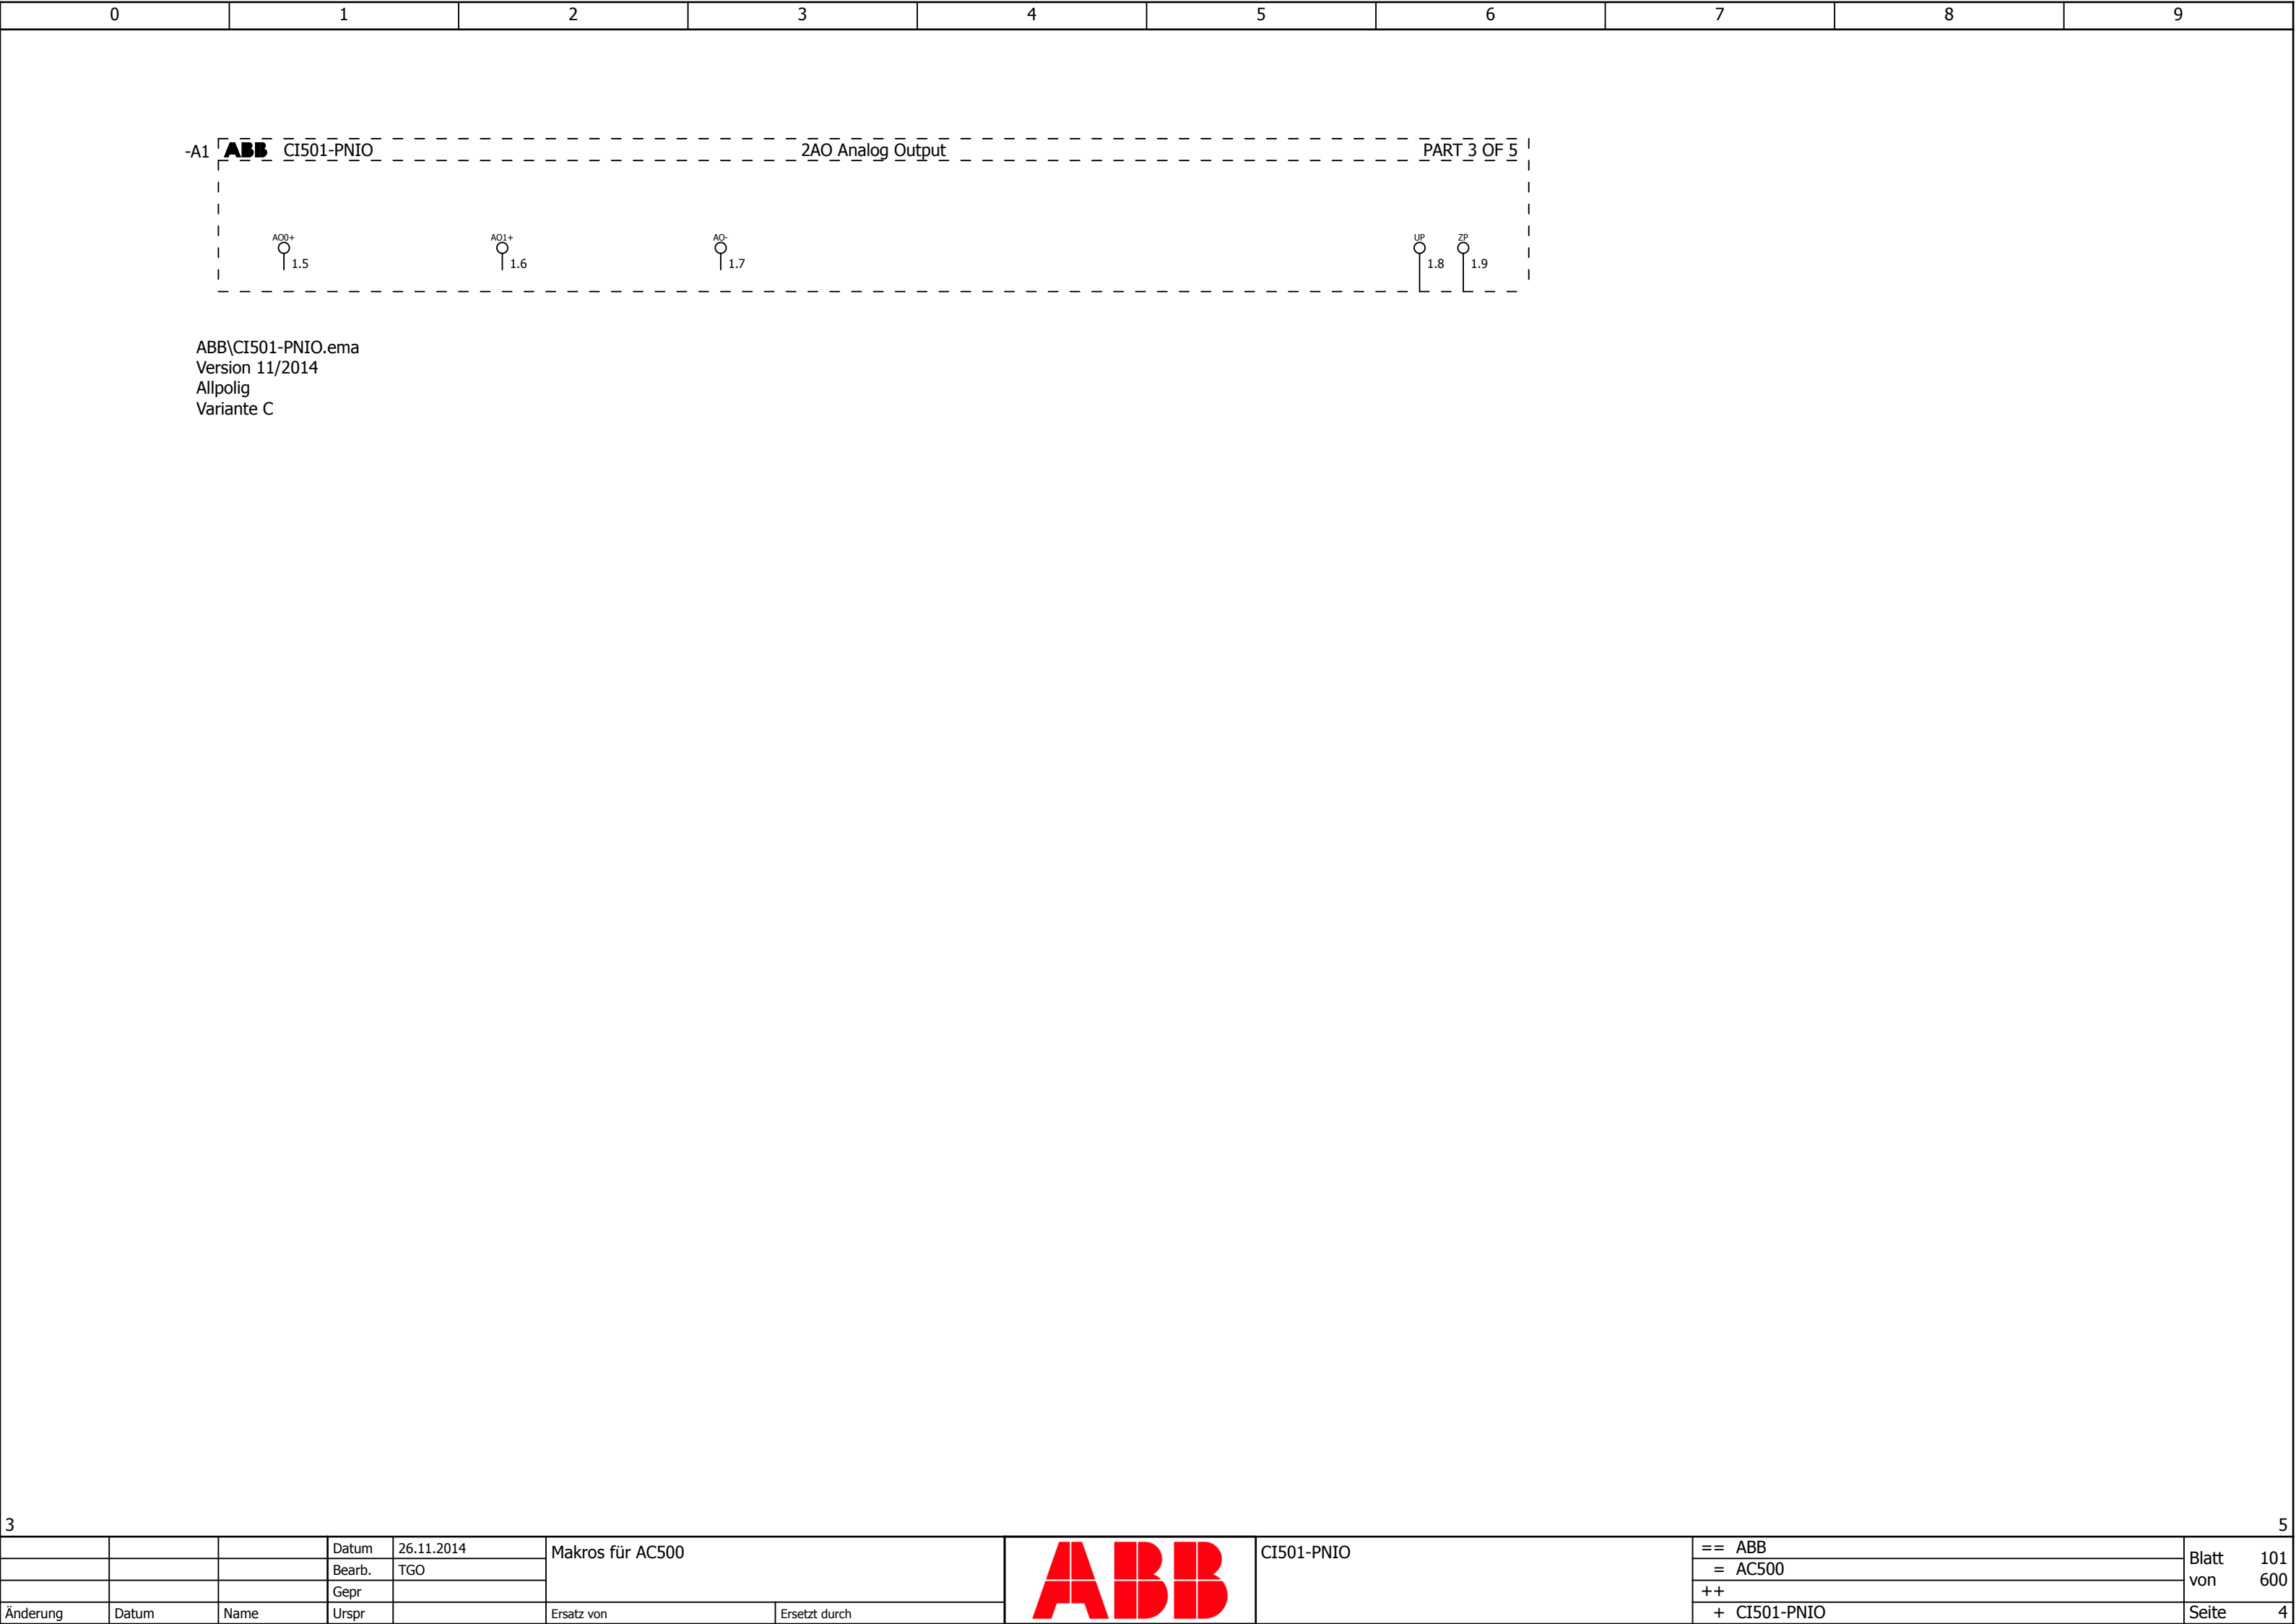 0 1 2 3 4 5 6 7 8 9
-A1 ABB CI501-PNIO 2AO Analog Output PART 3 OF 5
AO0+ AO1+ AO- UP ZP
1.5 1.6 1.7 1.8 1.9
ABB\CI501-PNIO.ema
Version 11/2014
Allpolig
Variante C
3 5
Datum 26.11.2014
Bearb. TGO
Gepr
Änderung Datum Name Urspr
Makros für AC500
Ersatz von Ersetzt durch
ABB
CI501-PNIO
== ABB
= AC500
++
+ CI501-PNIO
Blatt 101
von 600
Seite 4